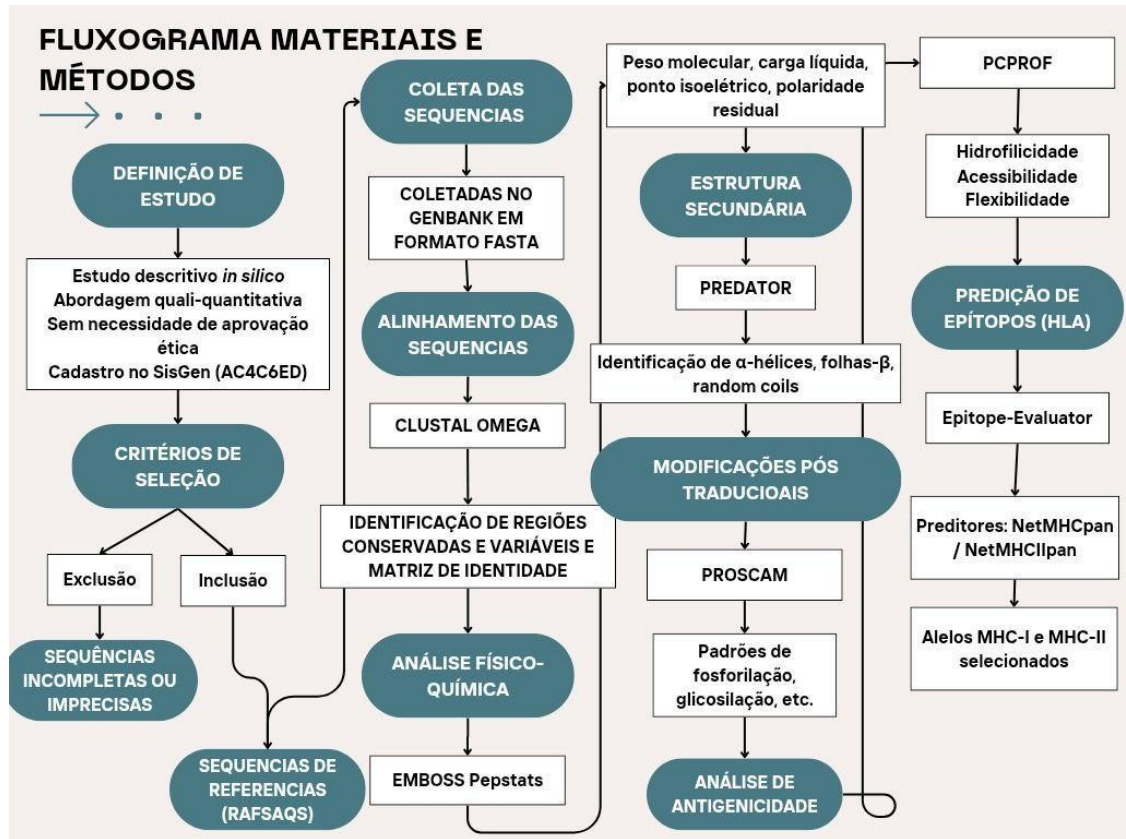 FLUXOGRAMA MATERIAIS E
MÉTODOS
DEFINIÇÃO DE
ESTUDO
Estudo descritivo in silico
Abordagem quali-quantitativa
Sem necessidade de aprovação
ética
Cadastro no SisGen (AC4C6ED)
CRITÉRIOS DE
SELEÇÃO
Exclusão
Inclusão
SEQUÊNCIAS
INCOMPLETAS OU
IMPRECISAS
SEQUENCIAS DE
REFERENCIAS
(RAFSAQS)
COLETA DAS
SEQUENCIAS
COLETADAS NO
GENBANK EM
FORMATO FASTA
ALINHAMENTO DAS
SEQUENCIAS
CLUSTAL OMEGA
IDENTIFICAÇÃO DE REGIÕES
CONSERVADAS E VARIÁVEIS E
MATRIZ DE IDENTIDADE
ANÁLISE FÍSICO-
QUÍMICA
EMBOSS Pepstats
Peso molecular, carga líquida,
ponto isoelétrico, polaridade
residual
ESTRUTURA
SECUNDÁRIA
PREDATOR
Identificação de α-hélices, folhas-β,
random coils
MODIFICAÇÕES PÓS
TRADUCIOAIS
PROSCAM
Padrões de
fosforilação,
glicosilação, etc.
ANÁLISE DE
ANTIGENICIDADE
PCPROF
Hidrofilicidade
Acessibilidade
Flexibilidade
PREDIÇÃO DE
EPÍTOPOS (HLA)
Epitope-Evaluator
Preditores: NetMHCpan
/ NetMHCIIpan
Alelos MHC-I e MHC-II
selecionados